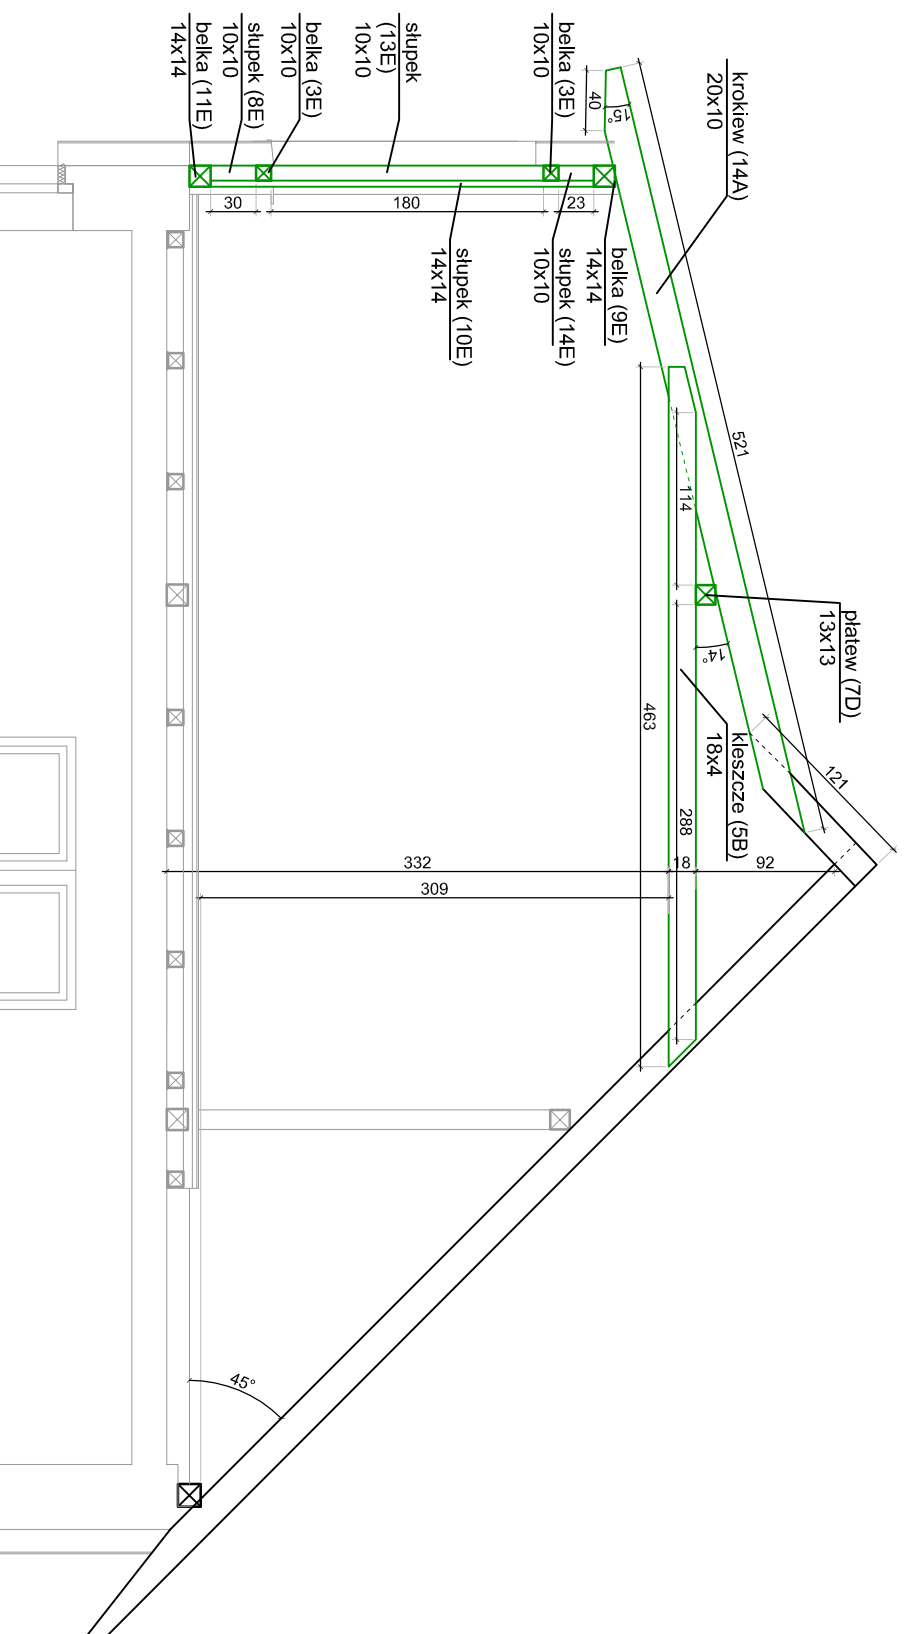 belka (11E)
14x14
słupek (8E)
10x10
belka (3E)
10x10
słupek
(13E)
10x10
belka (3E)
10x10
krokiew (14A)
20x10
40
15°
30
180
23
słupek (10E)
14x14
słupek (14E)
10x10
belka (9E)
14x14
521
114
płatew (7D)
13x13
14°
463
kleszcze (5B)
18x4
121
288
332
18
92
309
45°